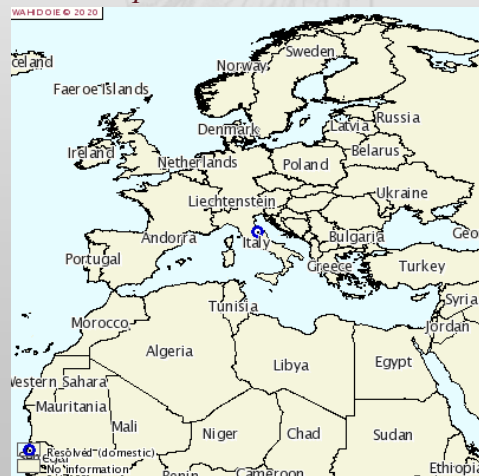 WAHID OIE © 2020
Iceland
Sweden
Norway
Faeroe Islands
Denmark
Latvia
Russia
Ireland
Belarus
Netherlands
Poland
Ukraine
Liechtenstein
Andorra
Italy
Bulgaria
Portugal
Greece
Turkey
Tunisia
Syria
Morocco
Jordan
Algeria
Libya
Egypt
Western Sahara
Mauritania
Mali
Niger
Chad
Sudan
Resolved (domestic)
No information
Cameroon
Ethiopia